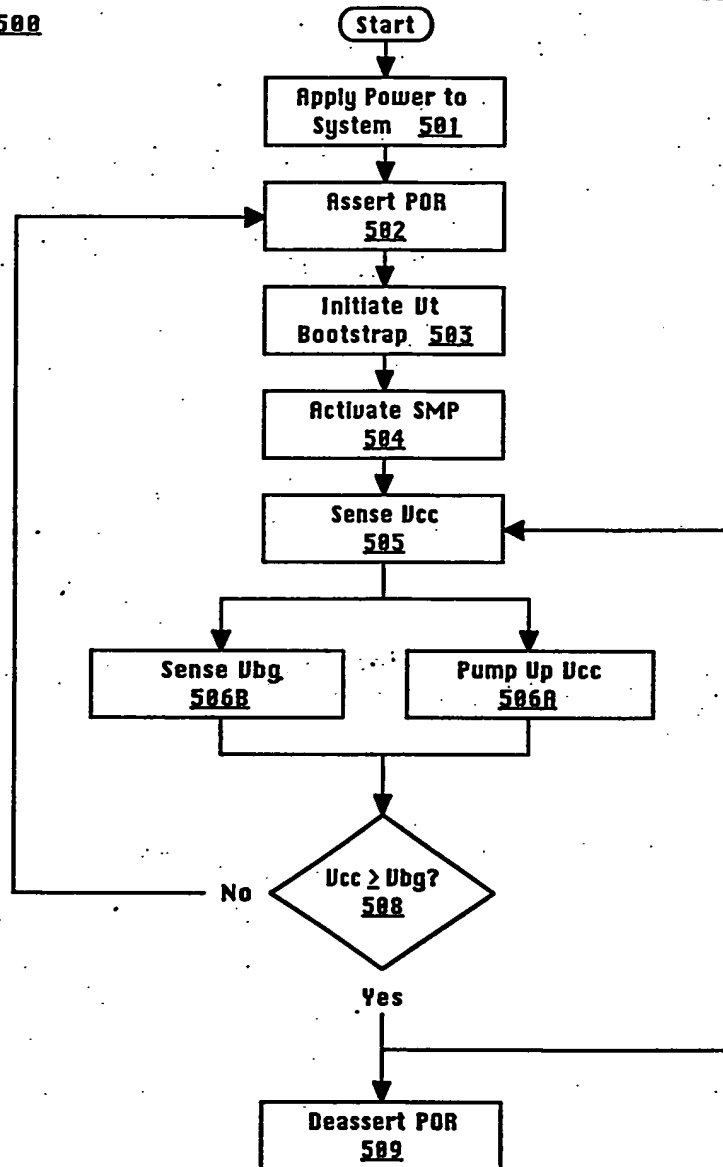 500
Start
Apply Power to
System 501
Assert POR
502
Initiate Vt
Bootstrap 503
Activate SMP
504
Sense Vcc
505
Sense Vbg
506B
Pump Up Vcc
506A
Vcc ≥ Vbg?
508
No
Yes
Deassert POR
509